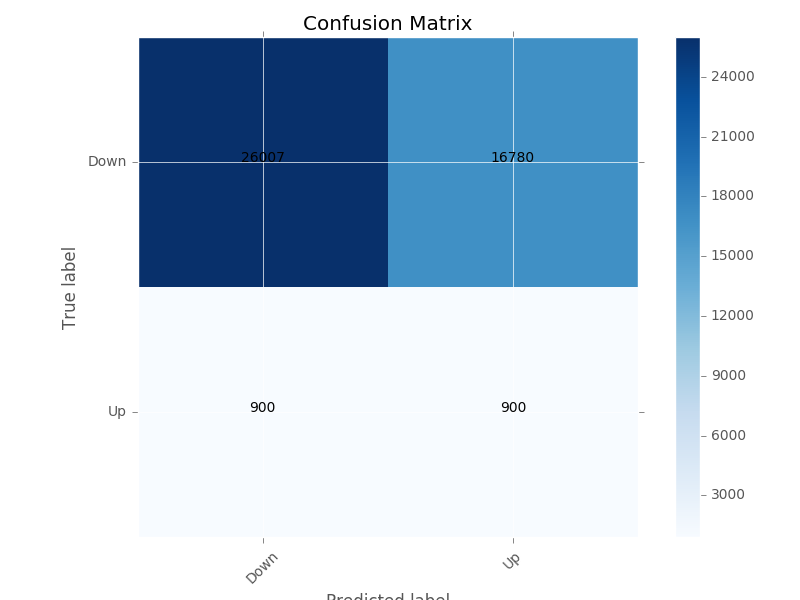 Confusion Matrix
24000
Down
26007
16780
21000
18000
True label
15000
12000
9000
Up
900
900
6000
3000
Down
Up
Predicted label